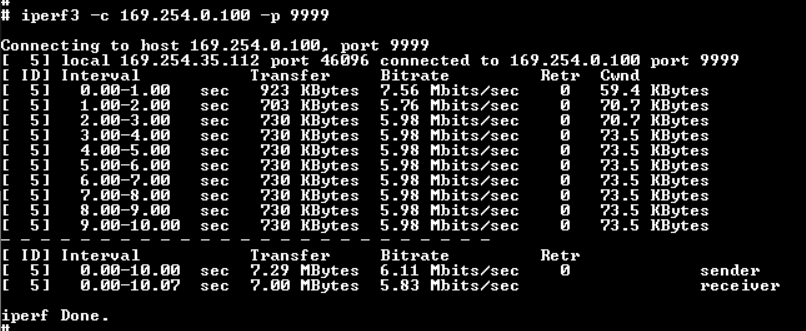 #
# iperf3 -c 169.254.0.100 -p 9999
Connecting to host 169.254.0.100, port 9999
[  5] local 169.254.35.112 port 46096 connected to 169.254.0.100 port 9999
[ ID] Interval           Transfer     Bitrate         Retr  Cwnd
[  5]   0.00-1.00   sec   923 KBytes  7.56 Mbits/sec    0   59.4 KBytes
[  5]   1.00-2.00   sec   703 KBytes  5.76 Mbits/sec    0   70.7 KBytes
[  5]   2.00-3.00   sec   730 KBytes  5.98 Mbits/sec    0   70.7 KBytes
[  5]   3.00-4.00   sec   730 KBytes  5.98 Mbits/sec    0   73.5 KBytes
[  5]   4.00-5.00   sec   730 KBytes  5.98 Mbits/sec    0   73.5 KBytes
[  5]   5.00-6.00   sec   730 KBytes  5.98 Mbits/sec    0   73.5 KBytes
[  5]   6.00-7.00   sec   730 KBytes  5.98 Mbits/sec    0   73.5 KBytes
[  5]   7.00-8.00   sec   730 KBytes  5.98 Mbits/sec    0   73.5 KBytes
[  5]   8.00-9.00   sec   730 KBytes  5.98 Mbits/sec    0   73.5 KBytes
[  5]   9.00-10.00  sec   730 KBytes  5.98 Mbits/sec    0   73.5 KBytes
- - - - - - - - - - - - - - - - - - - - - - - - -
[ ID] Interval           Transfer     Bitrate         Retr
[  5]   0.00-10.00  sec  7.29 MBytes  6.11 Mbits/sec    0             sender
[  5]   0.00-10.07  sec  7.00 MBytes  5.83 Mbits/sec                  receiver
iperf Done.
#